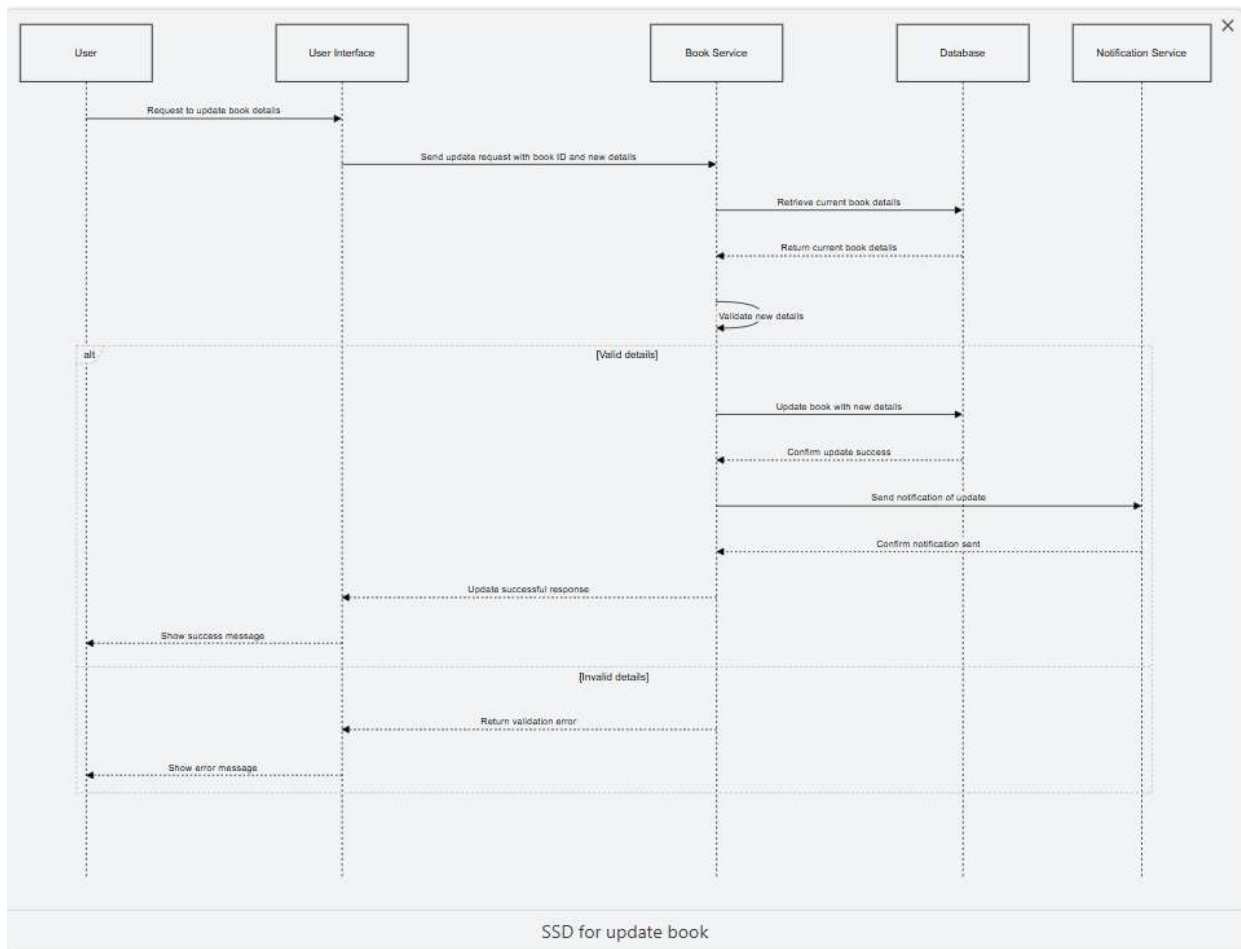 User
User Interface
Book Service
Database
Notification Service
Request to update book details
Send update request with book ID and new details
Retrieve current book details
Return current book details
Validate new details
alt
[Valid details]
Update book with new details
Confirm update success
Send notification of update
Confirm notification sent
Update successful response
Show success message
[Invalid details]
Return validation error
Show error message
SSD for update book